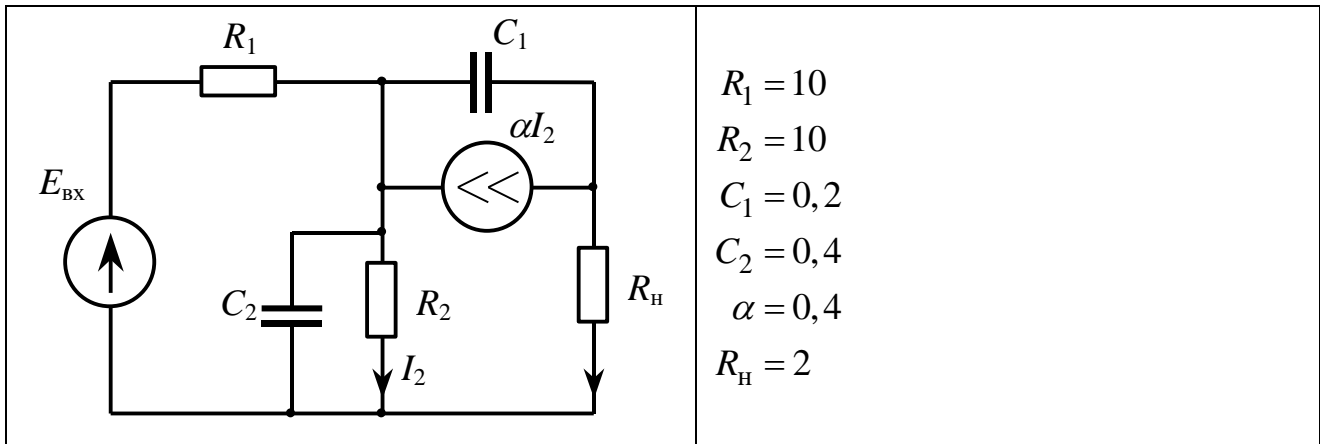 R₁
C₁
αI₂
Eвх
C₂
R₂
Rн
I₂
R₁ = 10
R₂ = 10
C₁ = 0,2
C₂ = 0,4
α = 0,4
Rн = 2